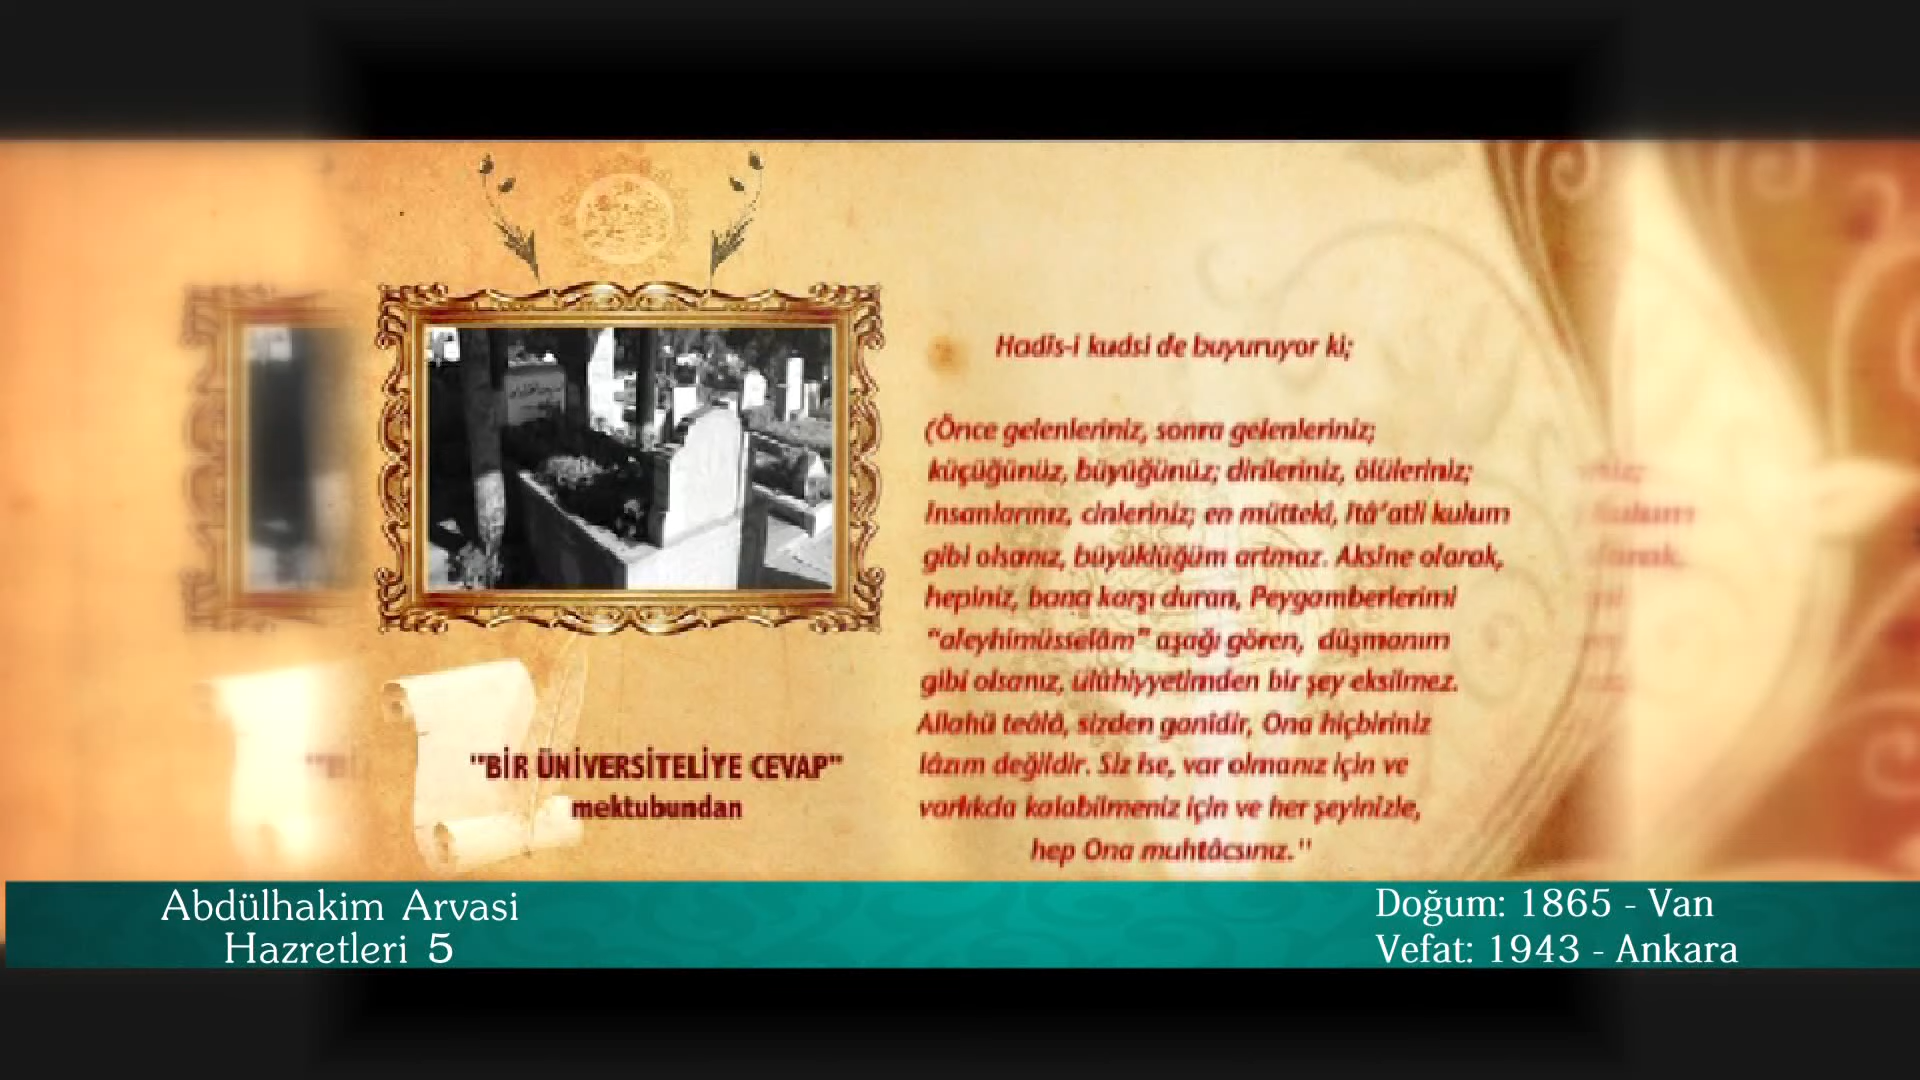 "BİR ÜNİVERSİTELİYE CEVAP"
mektubundan
Hadîs-i kudsî de buyuruyor ki;
(Önce gelenleriniz, sonra gelenleriniz;
küçüğünüz, büyüğünüz; dirileriniz, ölüleriniz;
insanlarınız, cinleriniz; en müttekî, itâ'atli kulum
gibi olsanız, büyüklüğüm artmaz. Aksine olarak,
hepiniz, bana karşı duran, Peygamberlerimi
"aleyhimüsselâm" aşağı gören, düşmanım
gibi olsanız, ülûhiyyetimden bir şey eksilmez.
Allahü teâlâ, sizden ganîdir, Ona hiçbiriniz
lâzım değildir. Siz ise, var olmanız için ve
varlıkda kalabilmeniz için ve her şeyinizle,
hep Ona muhtâcsınız."
Abdülhakim Arvasi
Hazretleri 5
Doğum: 1865 - Van
Vefat: 1943 - Ankara